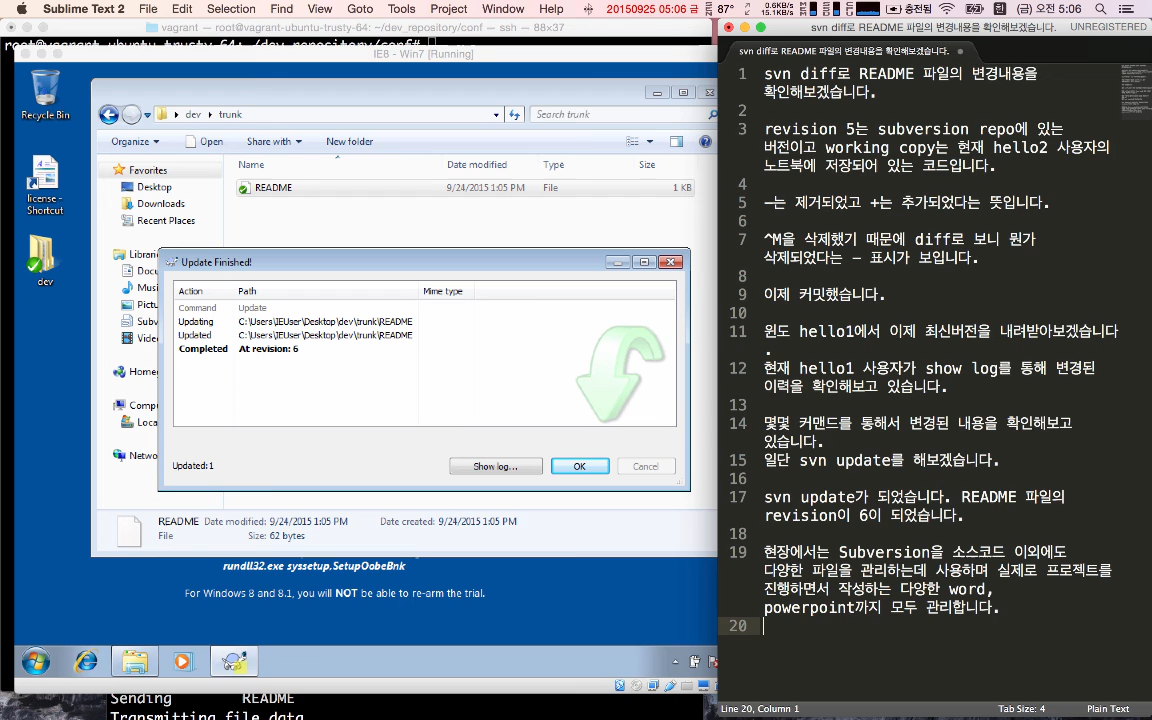 Sublime Text 2 File Edit Selection Find View Goto Tools Project Window Help 20150925 05:06 금 87° 0.6KB/s 15.1KB/s 충전됨 한 금) 오전 5:06
vagrant — root@vagrant-ubuntu-trusty-64: ~/dev_repository/conf — ssh — 88x37
root@vagrant-ubuntu-trusty-64: ~/dev_repository/conf#
IE8 - Win7 [Running]
Recycle Bin
license - Shortcut
dev
dev trunk
Search trunk
Organize Open Share with New folder
Favorites
Desktop
Downloads
Recent Places
Name Date modified Type Size
README 9/24/2015 1:05 PM File 1 KB
Update Finished!
Action Path Mime type
Command Update
Updating C:\Users\IEUser\Desktop\dev\trunk\README
Updated C:\Users\IEUser\Desktop\dev\trunk\README
Completed At revision: 6
Updated:1
Show log... OK Cancel
README Date modified: 9/24/2015 1:05 PM Date created: 9/24/2015 1:05 PM
File Size: 62 bytes
rundll32.exe syssetup.SetupOobeBnk
For Windows 8 and 8.1, you will NOT be able to re-arm the trial.
Sending README
Transmitting file data
svn diff로 README 파일의 변경내용을 확인해보겠습니다. UNREGISTERED
svn diff로 README 파일의 변경내용을 확인해보겠습니다.
1 svn diff로 README 파일의 변경내용을
확인해보겠습니다.
2
3 revision 5는 subversion repo에 있는
버전이고 working copy는 현재 hello2 사용자의
노트북에 저장되어 있는 코드입니다.
4
5 —는 제거되었고 +는 추가되었다는 뜻입니다.
6
7 ^M을 삭제했기 때문에 diff로 보니 뭔가
삭제되었다는 – 표시가 보입니다.
8
9 이제 커밋했습니다.
10
11 윈도 hello1에서 이제 최신버전을 내려받아보겠습니다
.
12 현재 hello1 사용자가 show log를 통해 변경된
이력을 확인해보고 있습니다.
13
14 몇몇 커맨드를 통해서 변경된 내용을 확인해보고
있습니다.
15 일단 svn update를 해보겠습니다.
16
17 svn update가 되었습니다. README 파일의
revision이 6이 되었습니다.
18
19 현장에서는 Subversion을 소스코드 이외에도
다양한 파일을 관리하는데 사용하며 실제로 프로젝트를
진행하면서 작성하는 다양한 word,
powerpoint까지 모두 관리합니다.
20
Line 20, Column 1 Tab Size: 4 Plain Text